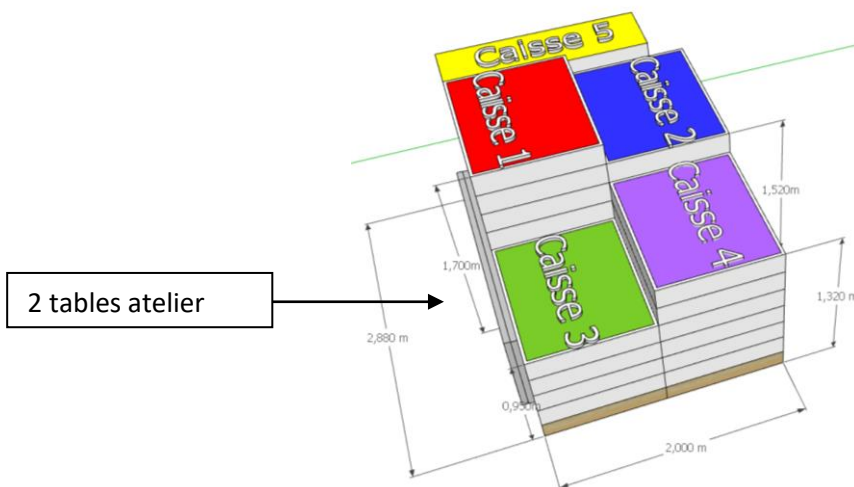 Caisse 5
Caisse 1
Caisse 2
Caisse 4
Caisse 3
1,520m
1,700m
1,320 m
2,880 m
0,950m
2,000 m
2 tables atelier